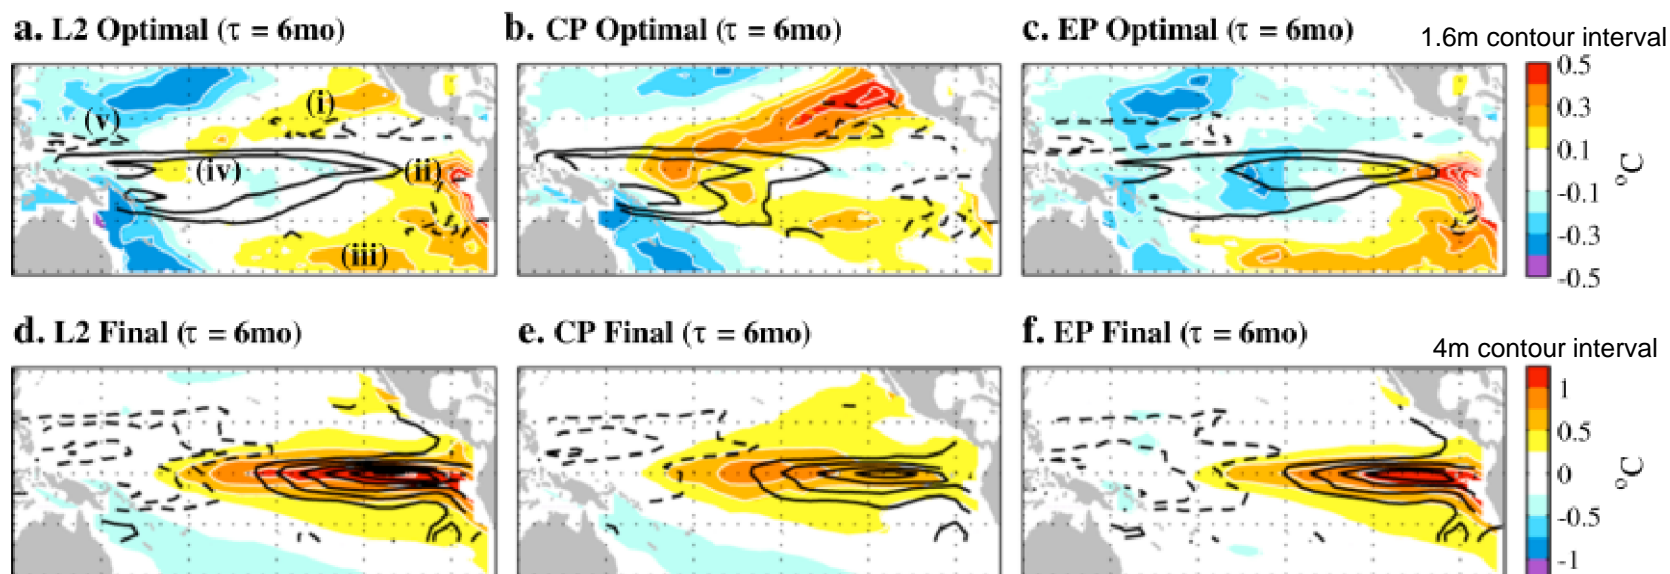 a. L2 Optimal (τ = 6mo)
b. CP Optimal (τ = 6mo)
c. EP Optimal (τ = 6mo)
1.6m contour interval
(i)
(v)
(iv)
(ii)
(iii)
0.5
0.3
0.1
-0.1
-0.3
-0.5
°C
d. L2 Final (τ = 6mo)
e. CP Final (τ = 6mo)
f. EP Final (τ = 6mo)
4m contour interval
1
0.5
0
-0.5
-1
°C